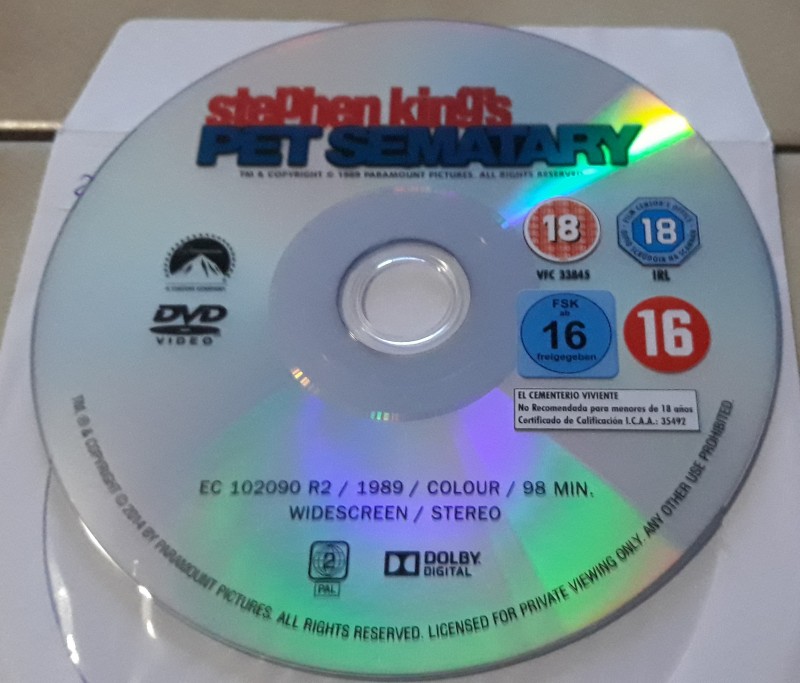 stephen king's
PET SEMATARY
TM & COPYRIGHT © 1989 PARAMOUNT PICTURES. ALL RIGHTS RESERVED.
18
VFC 33845
18
IRL
DVD
VIDEO
FSK
ab
16
freigegeben
16
EL CEMENTERIO VIVIENTE
No Recomendada para menores de 18 años
Certificado de Calificación I.C.A.A.: 35492
EC 102090 R2 / 1989 / COLOUR / 98 MIN.
WIDESCREEN / STEREO
2
PAL
DOLBY
DIGITAL
TM, ® & COPYRIGHT © 2014 BY PARAMOUNT PICTURES. ALL RIGHTS RESERVED. LICENSED FOR PRIVATE VIEWING ONLY. ANY OTHER USE PROHIBITED.